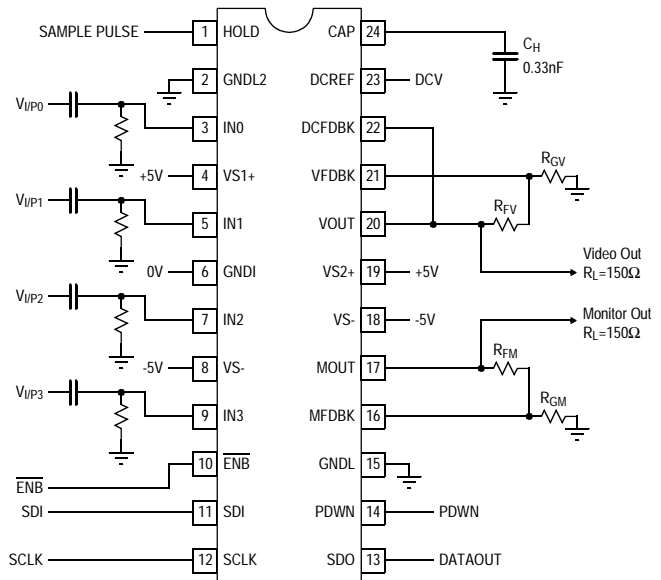 SAMPLE PULSE 1 HOLD CAP 24
C_H
0.33nF
2 GNDL2 DCREF 23 DCV
V_I/P0
3 IN0 DCFDBK 22
+5V 4 VS1+ VFDBK 21
R_GV
V_I/P1
5 IN1 VOUT 20
R_FV
0V 6 GNDI VS2+ 19 +5V
Video Out
R_L=150Ω
V_I/P2
7 IN2 VS- 18 -5V
Monitor Out
R_L=150Ω
-5V 8 VS- MOUT 17
R_FM
V_I/P3
9 IN3 MFDBK 16
R_GM
10 ENB GNDL 15
ENB
SDI 11 SDI PDWN 14 PDWN
SCLK 12 SCLK SDO 13 DATAOUT